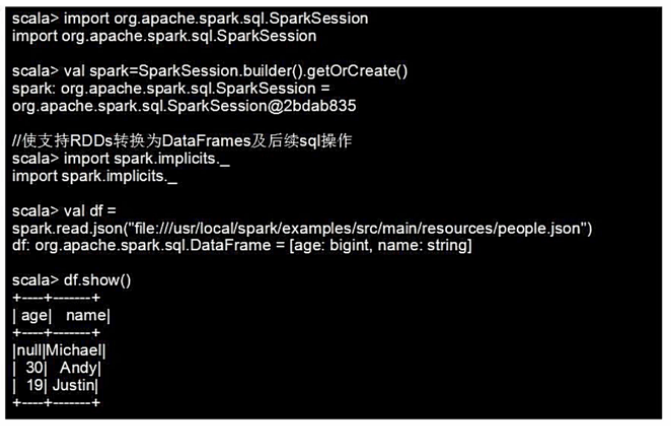 scala> import org.apache.spark.sql.SparkSession
import org.apache.spark.sql.SparkSession
scala> val spark=SparkSession.builder().getOrCreate()
spark: org.apache.spark.sql.SparkSession =
org.apache.spark.sql.SparkSession@2bdab835
//使支持RDDs转换为DataFrames及后续sql操作
scala> import spark.implicits._
import spark.implicits._
scala> val df =
spark.read.json("file:///usr/local/spark/examples/src/main/resources/people.json")
df: org.apache.spark.sql.DataFrame = [age: bigint, name: string]
scala> df.show()
+----+-------+
| age|   name|
+----+-------+
|null|Michael|
|  30|   Andy|
|  19| Justin|
+----+-------+